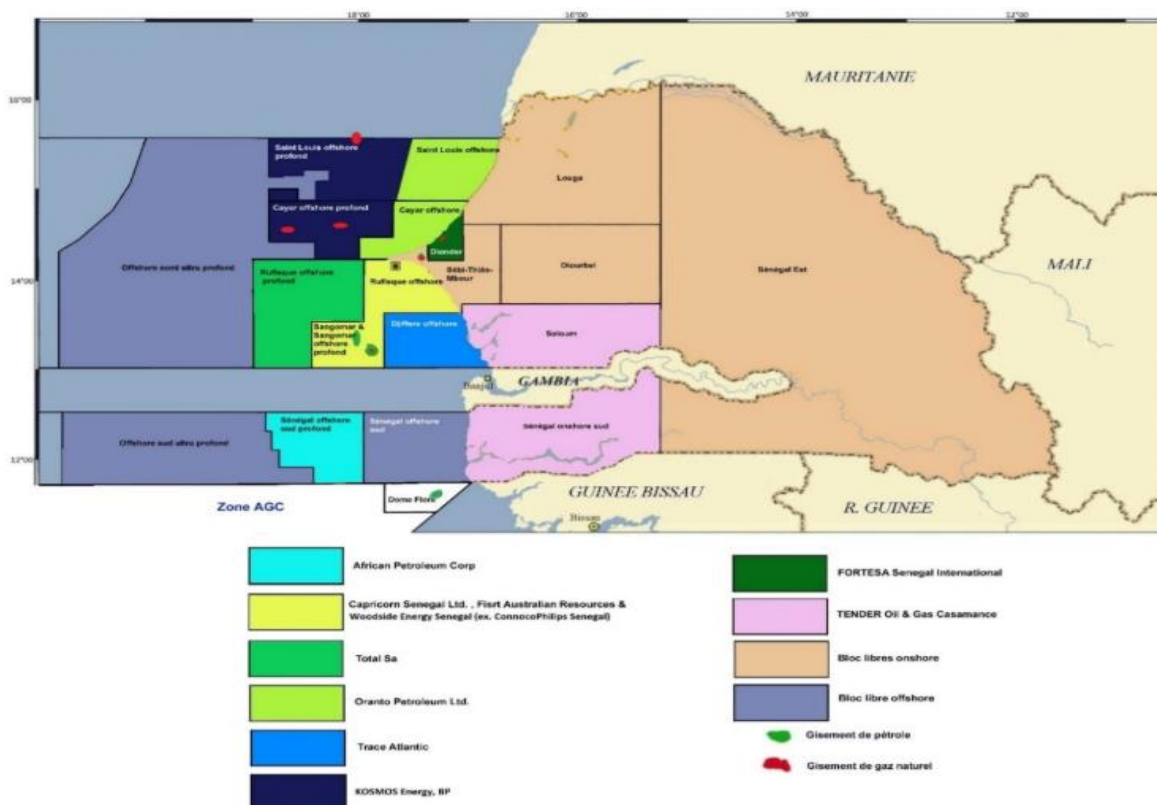 18°00
16°00
14°00
12°00
MAURITANIE
16°00
Saint Louis offshore
profond
Saint Louis offshore
Louga
Cayar offshore profond
Cayar offshore
Diender
MALI
Offshore nord ultra profond
Rufisque offshore
profond
Rufisque offshore
Sébi-Thiès-
Mbour
Diourbel
Sénégal Est
14°00
Sangomar &
Sangomar
offshore
profond
Djiffere offshore
Saloum
GAMBIA
Banjul
Offshore sud ultra profond
Sénégal offshore
sud profond
Sénégal offshore
sud
Sénégal onshore sud
12°00
Dome Flore
GUINEE BISSAU
Zone AGC
Bissau
R. GUINEE
African Petroleum Corp
Capricorn Senegal Ltd. , Fisrt Australian Resources &
Woodside Energy Senegal (ex. ConnocoPhilips Senegal)
Total Sa
Oranto Petroleum Ltd.
Trace Atlantic
KOSMOS Energy, BP
FORTESA Senegal International
TENDER Oil & Gas Casamance
Bloc libres onshore
Bloc libre offshore
Gisement de pétrole
Gisement de gaz naturel